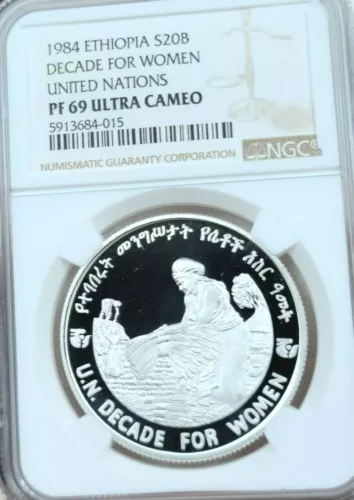 1984 ETHIOPIA S20B
DECADE FOR WOMEN
UNITED NATIONS
PF 69 ULTRA CAMEO
5913684-015
NUMISMATIC GUARANTY CORPORATION
NGC
የተባበሩት መንግሥታት የሴቶች አስር ዓመት
U.N. DECADE FOR WOMEN